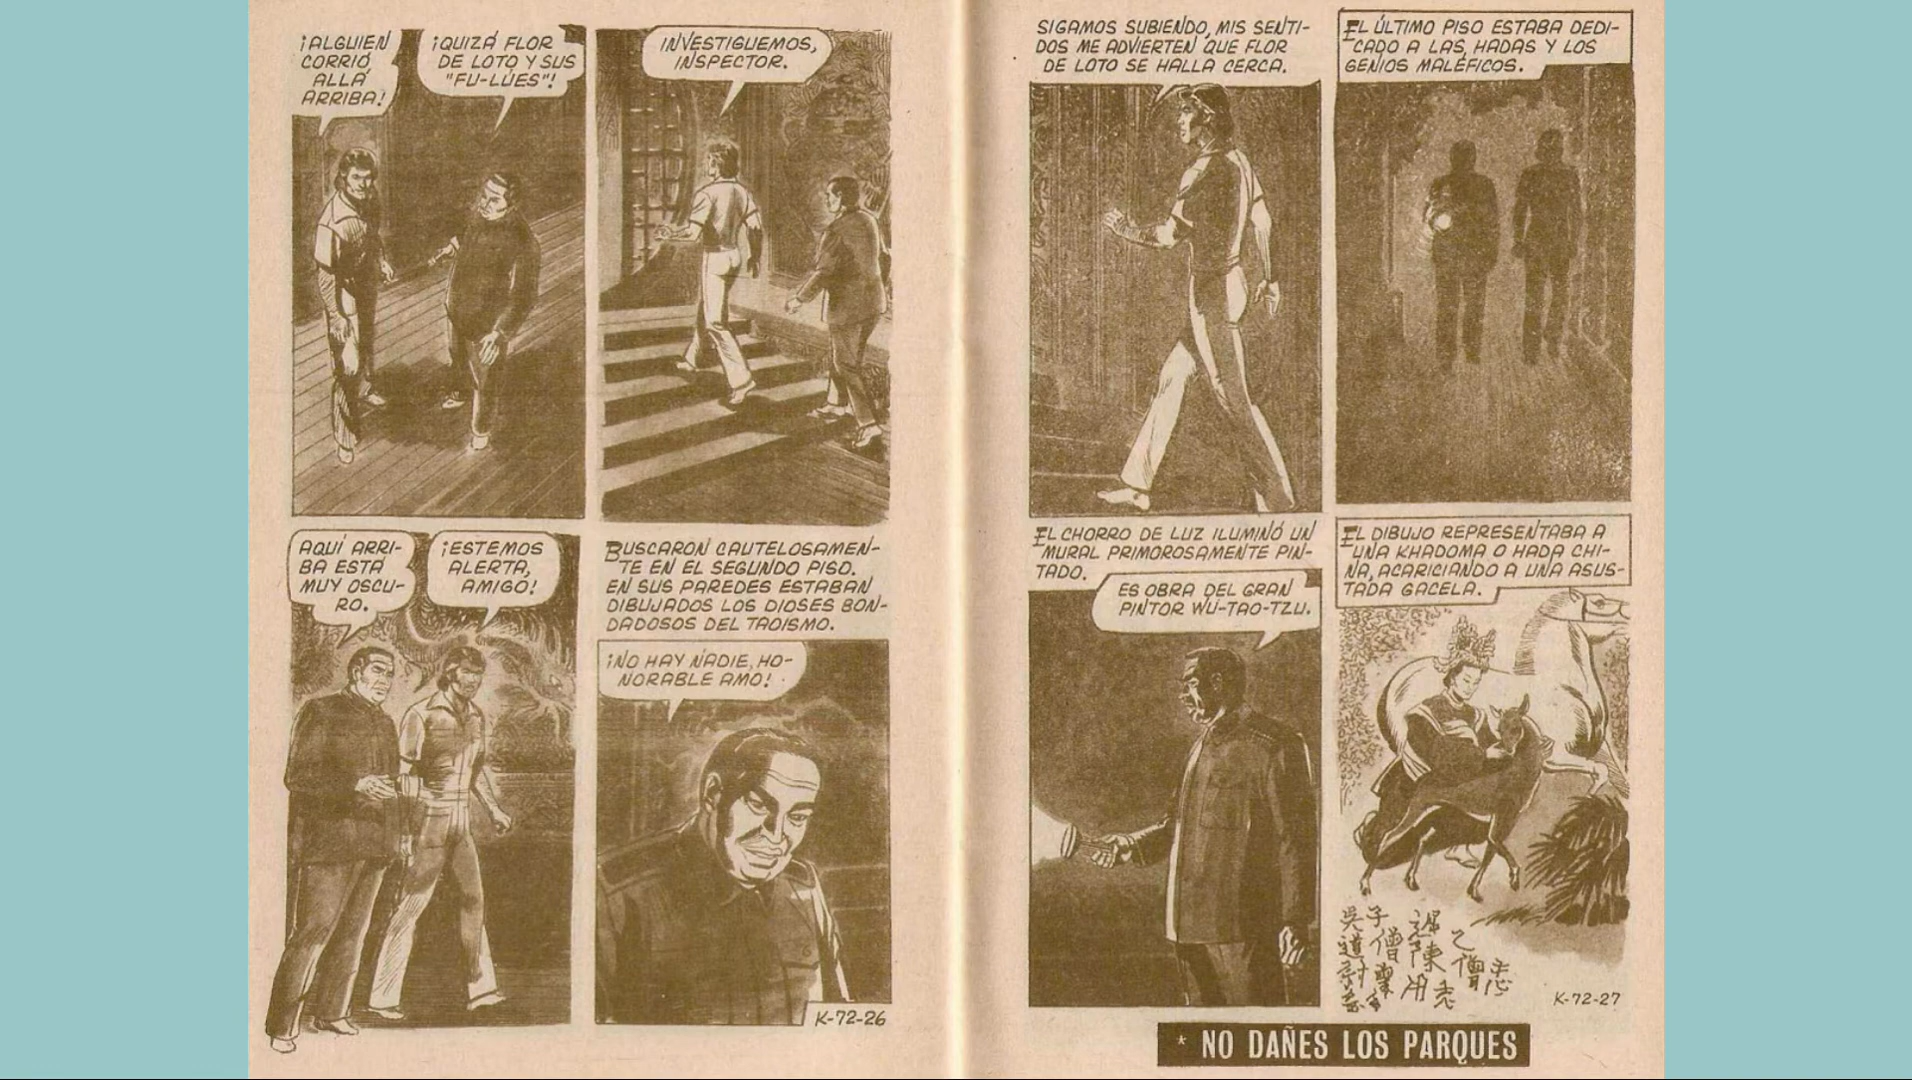 ¡ALGUIEN
CORRIÓ
ALLÁ
ARRIBA!
¡QUIZÁ FLOR
DE LOTO Y SUS
"FU-LÚES"!
INVESTIGUEMOS,
INSPECTOR.
AQUÍ ARRI-
BA ESTÁ
MUY OSCU-
RO.
¡ESTEMOS
ALERTA,
AMIGO!
BUSCARON CAUTELOSAMEN-
TE EN EL SEGUNDO PISO.
EN SUS PAREDES ESTABAN
DIBUJADOS LOS DIOSES BON-
DADOSOS DEL TAOISMO.
¡NO HAY NADIE, HO-
NORABLE AMO!
K-72-26
SIGAMOS SUBIENDO, MIS SENTI-
DOS ME ADVIERTEN QUE FLOR
DE LOTO SE HALLA CERCA.
EL ÚLTIMO PISO ESTABA DEDI-
CADO A LAS HADAS Y LOS
GENIOS MALÉFICOS.
EL CHORRO DE LUZ ILUMINÓ UN
MURAL PRIMOROSAMENTE PIN-
TADO.
ES OBRA DEL GRAN
PINTOR WU-TAO-TZU.
EL DIBUJO REPRESENTABA A
UNA KHADOMA O HADA CHI-
NA, ACARICIANDO A UNA ASUS-
TADA GACELA.
K-72-27
* NO DAÑES LOS PARQUES